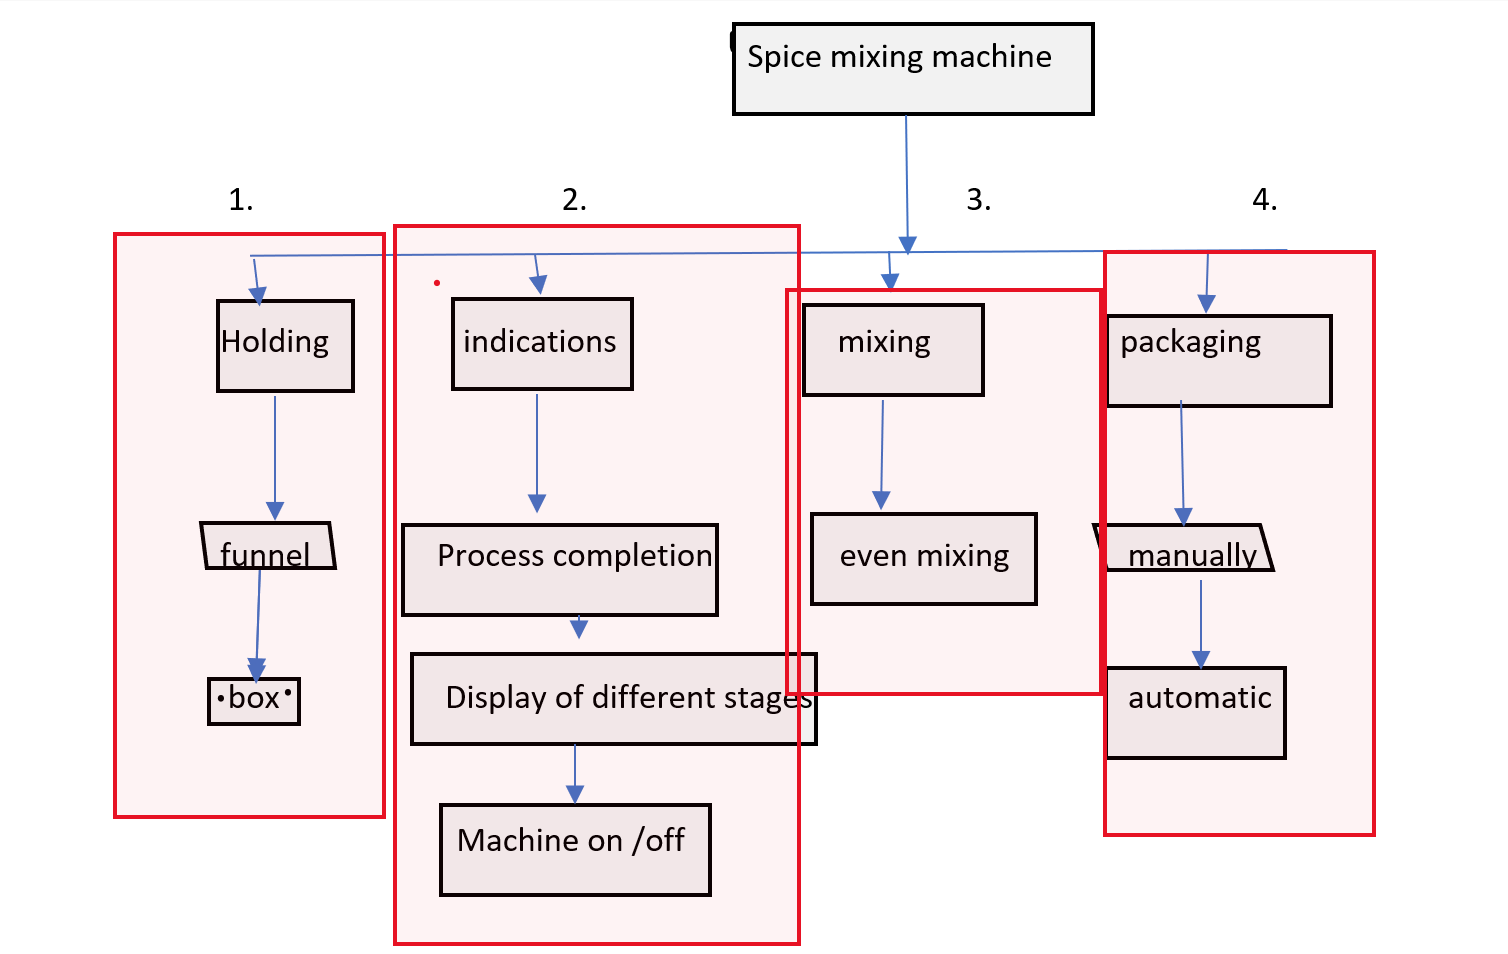 Spice mixing machine
1.
2.
3.
4.
Holding
indications
mixing
packaging
funnel
Process completion
even mixing
manually
•box•
Display of different stages
automatic
Machine on /off